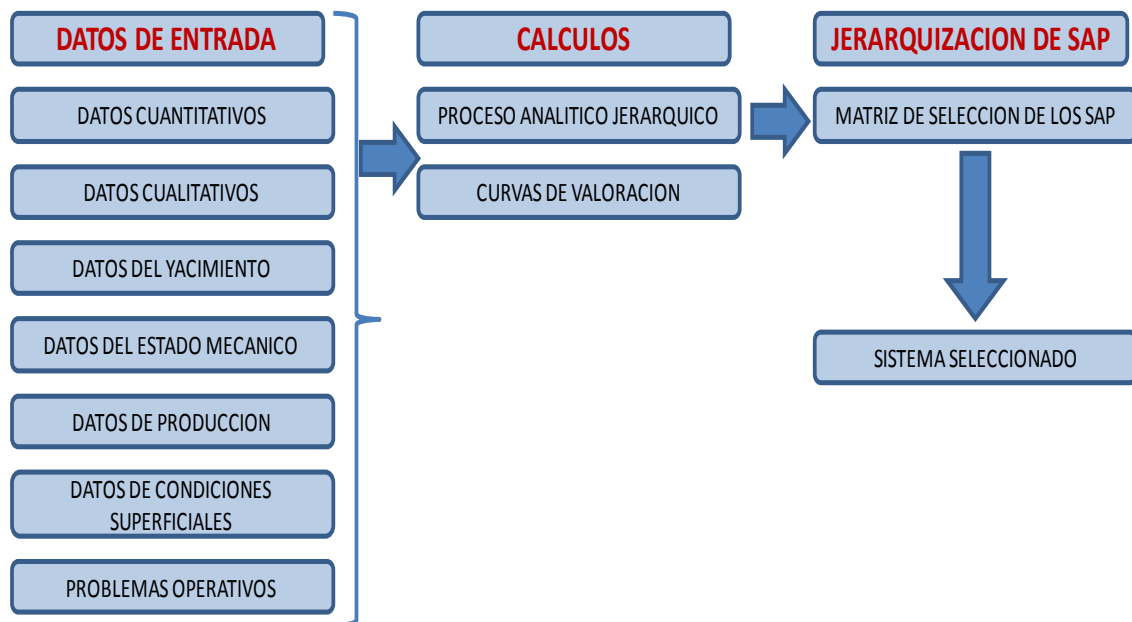 DATOS DE ENTRADA
DATOS CUANTITATIVOS
DATOS CUALITATIVOS
DATOS DEL YACIMIENTO
DATOS DEL ESTADO MECANICO
DATOS DE PRODUCCION
DATOS DE CONDICIONES
SUPERFICIALES
PROBLEMAS OPERATIVOS
CALCULOS
PROCESO ANALITICO JERARQUICO
CURVAS DE VALORACION
JERARQUIZACION DE SAP
MATRIZ DE SELECCION DE LOS SAP
SISTEMA SELECCIONADO